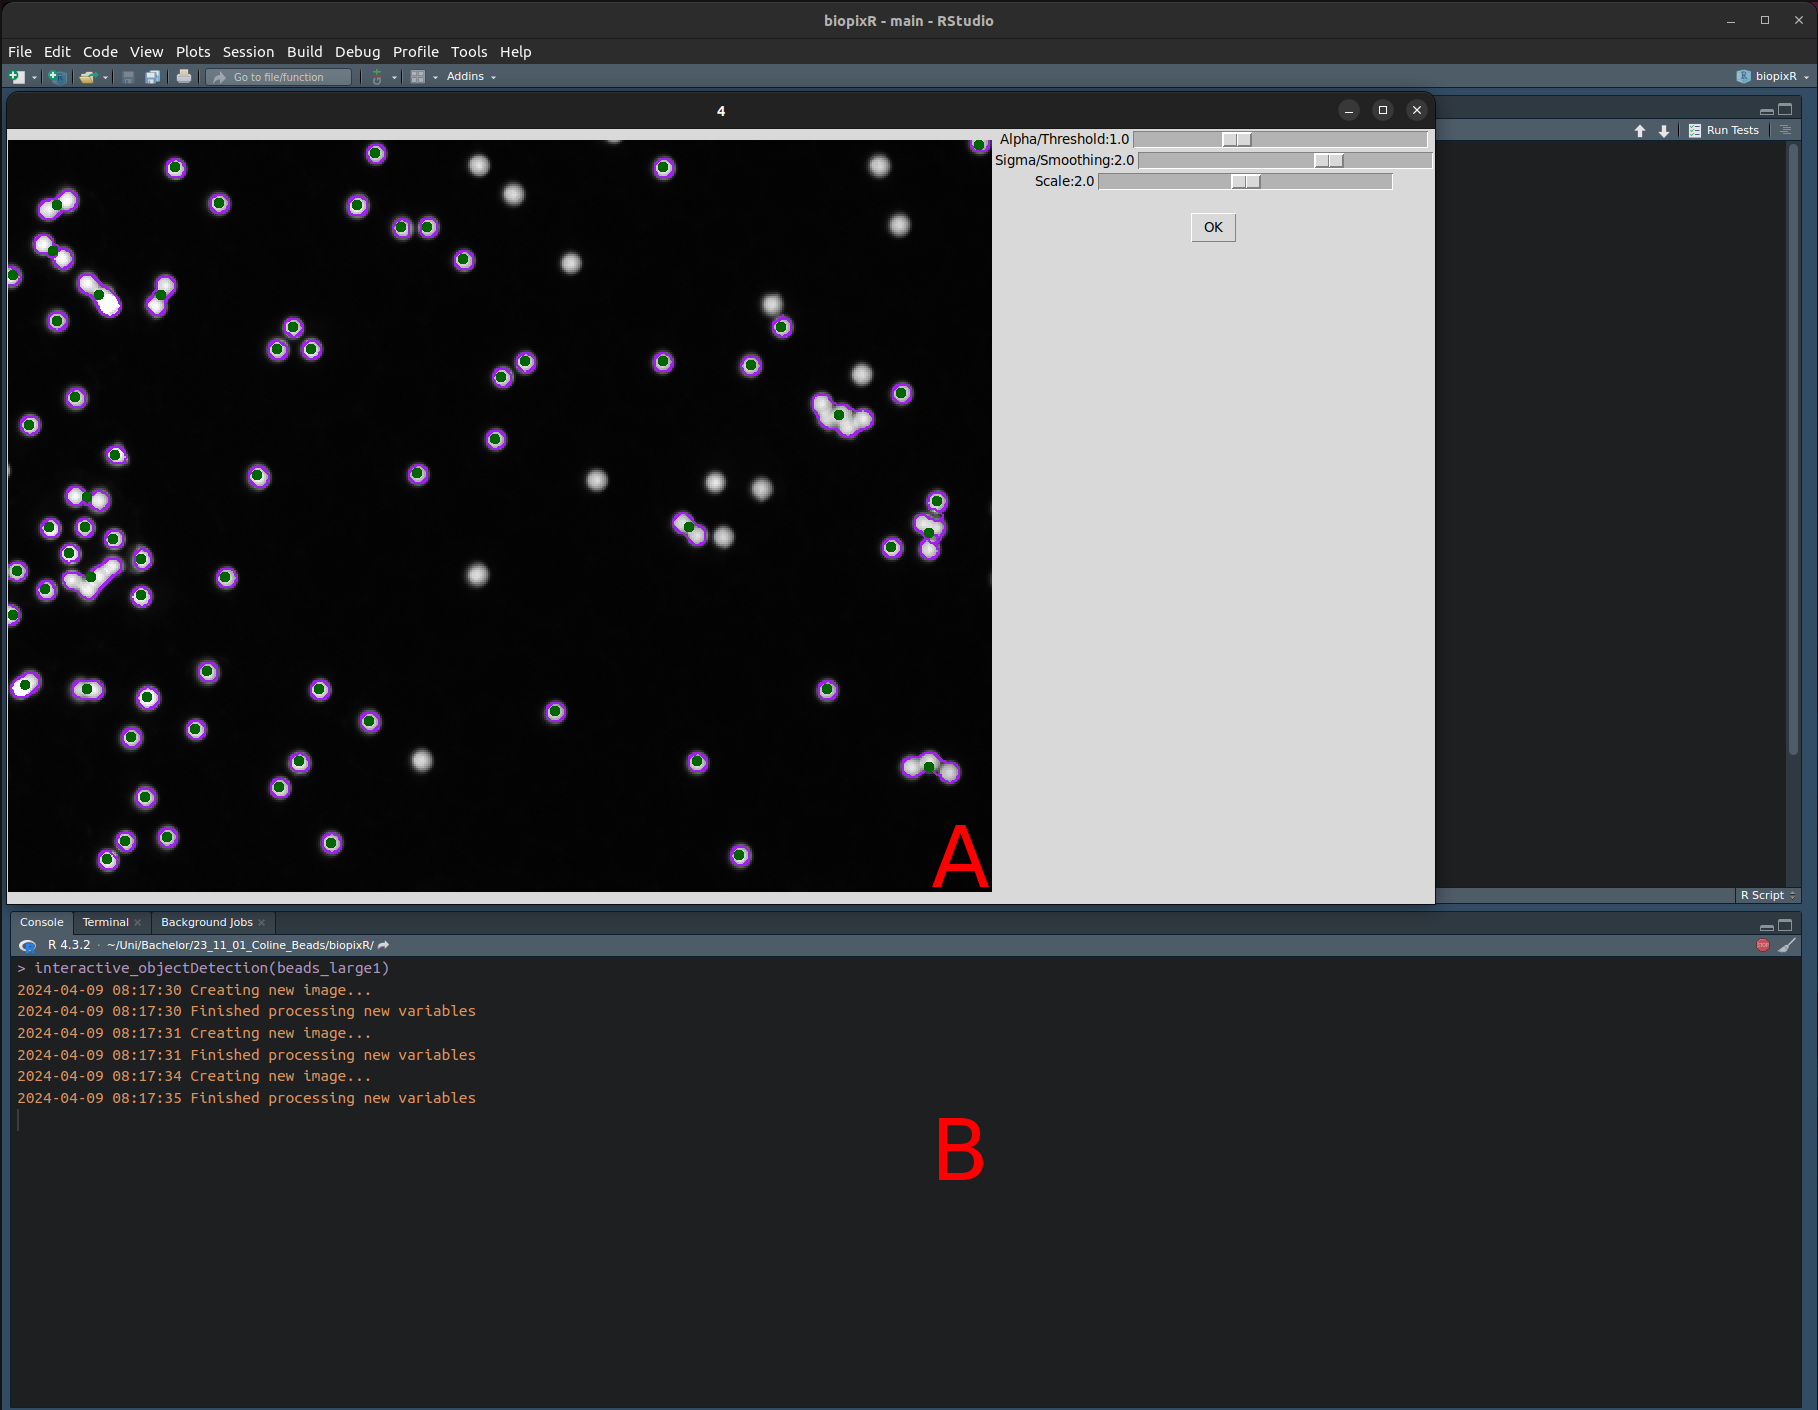 biopixR - main - RStudio
File Edit Code View Plots Session Build Debug Profile Tools Help
Go to file/function
Addins
biopixR
4
Run Tests
Alpha/Threshold:1.0
Sigma/Smoothing:2.0
Scale:2.0
OK
A
R Script
Console Terminal Background Jobs
R 4.3.2 · ~/Uni/Bachelor/23_11_01_Coline_Beads/biopixR/
> interactive_objectDetection(beads_large1)
2024-04-09 08:17:30 Creating new image...
2024-04-09 08:17:30 Finished processing new variables
2024-04-09 08:17:31 Creating new image...
2024-04-09 08:17:31 Finished processing new variables
2024-04-09 08:17:34 Creating new image...
2024-04-09 08:17:35 Finished processing new variables
B